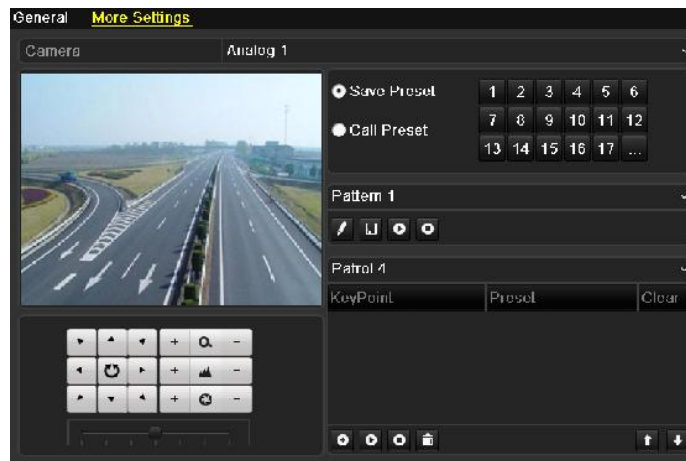 General More Settings
Camera Analog 1
Save Preset 1 2 3 4 5 6
Call Preset 7 8 9 10 11 12
13 14 15 16 17 ...
Pattern 1
Patrol 4
KeyPoint Preset Clear